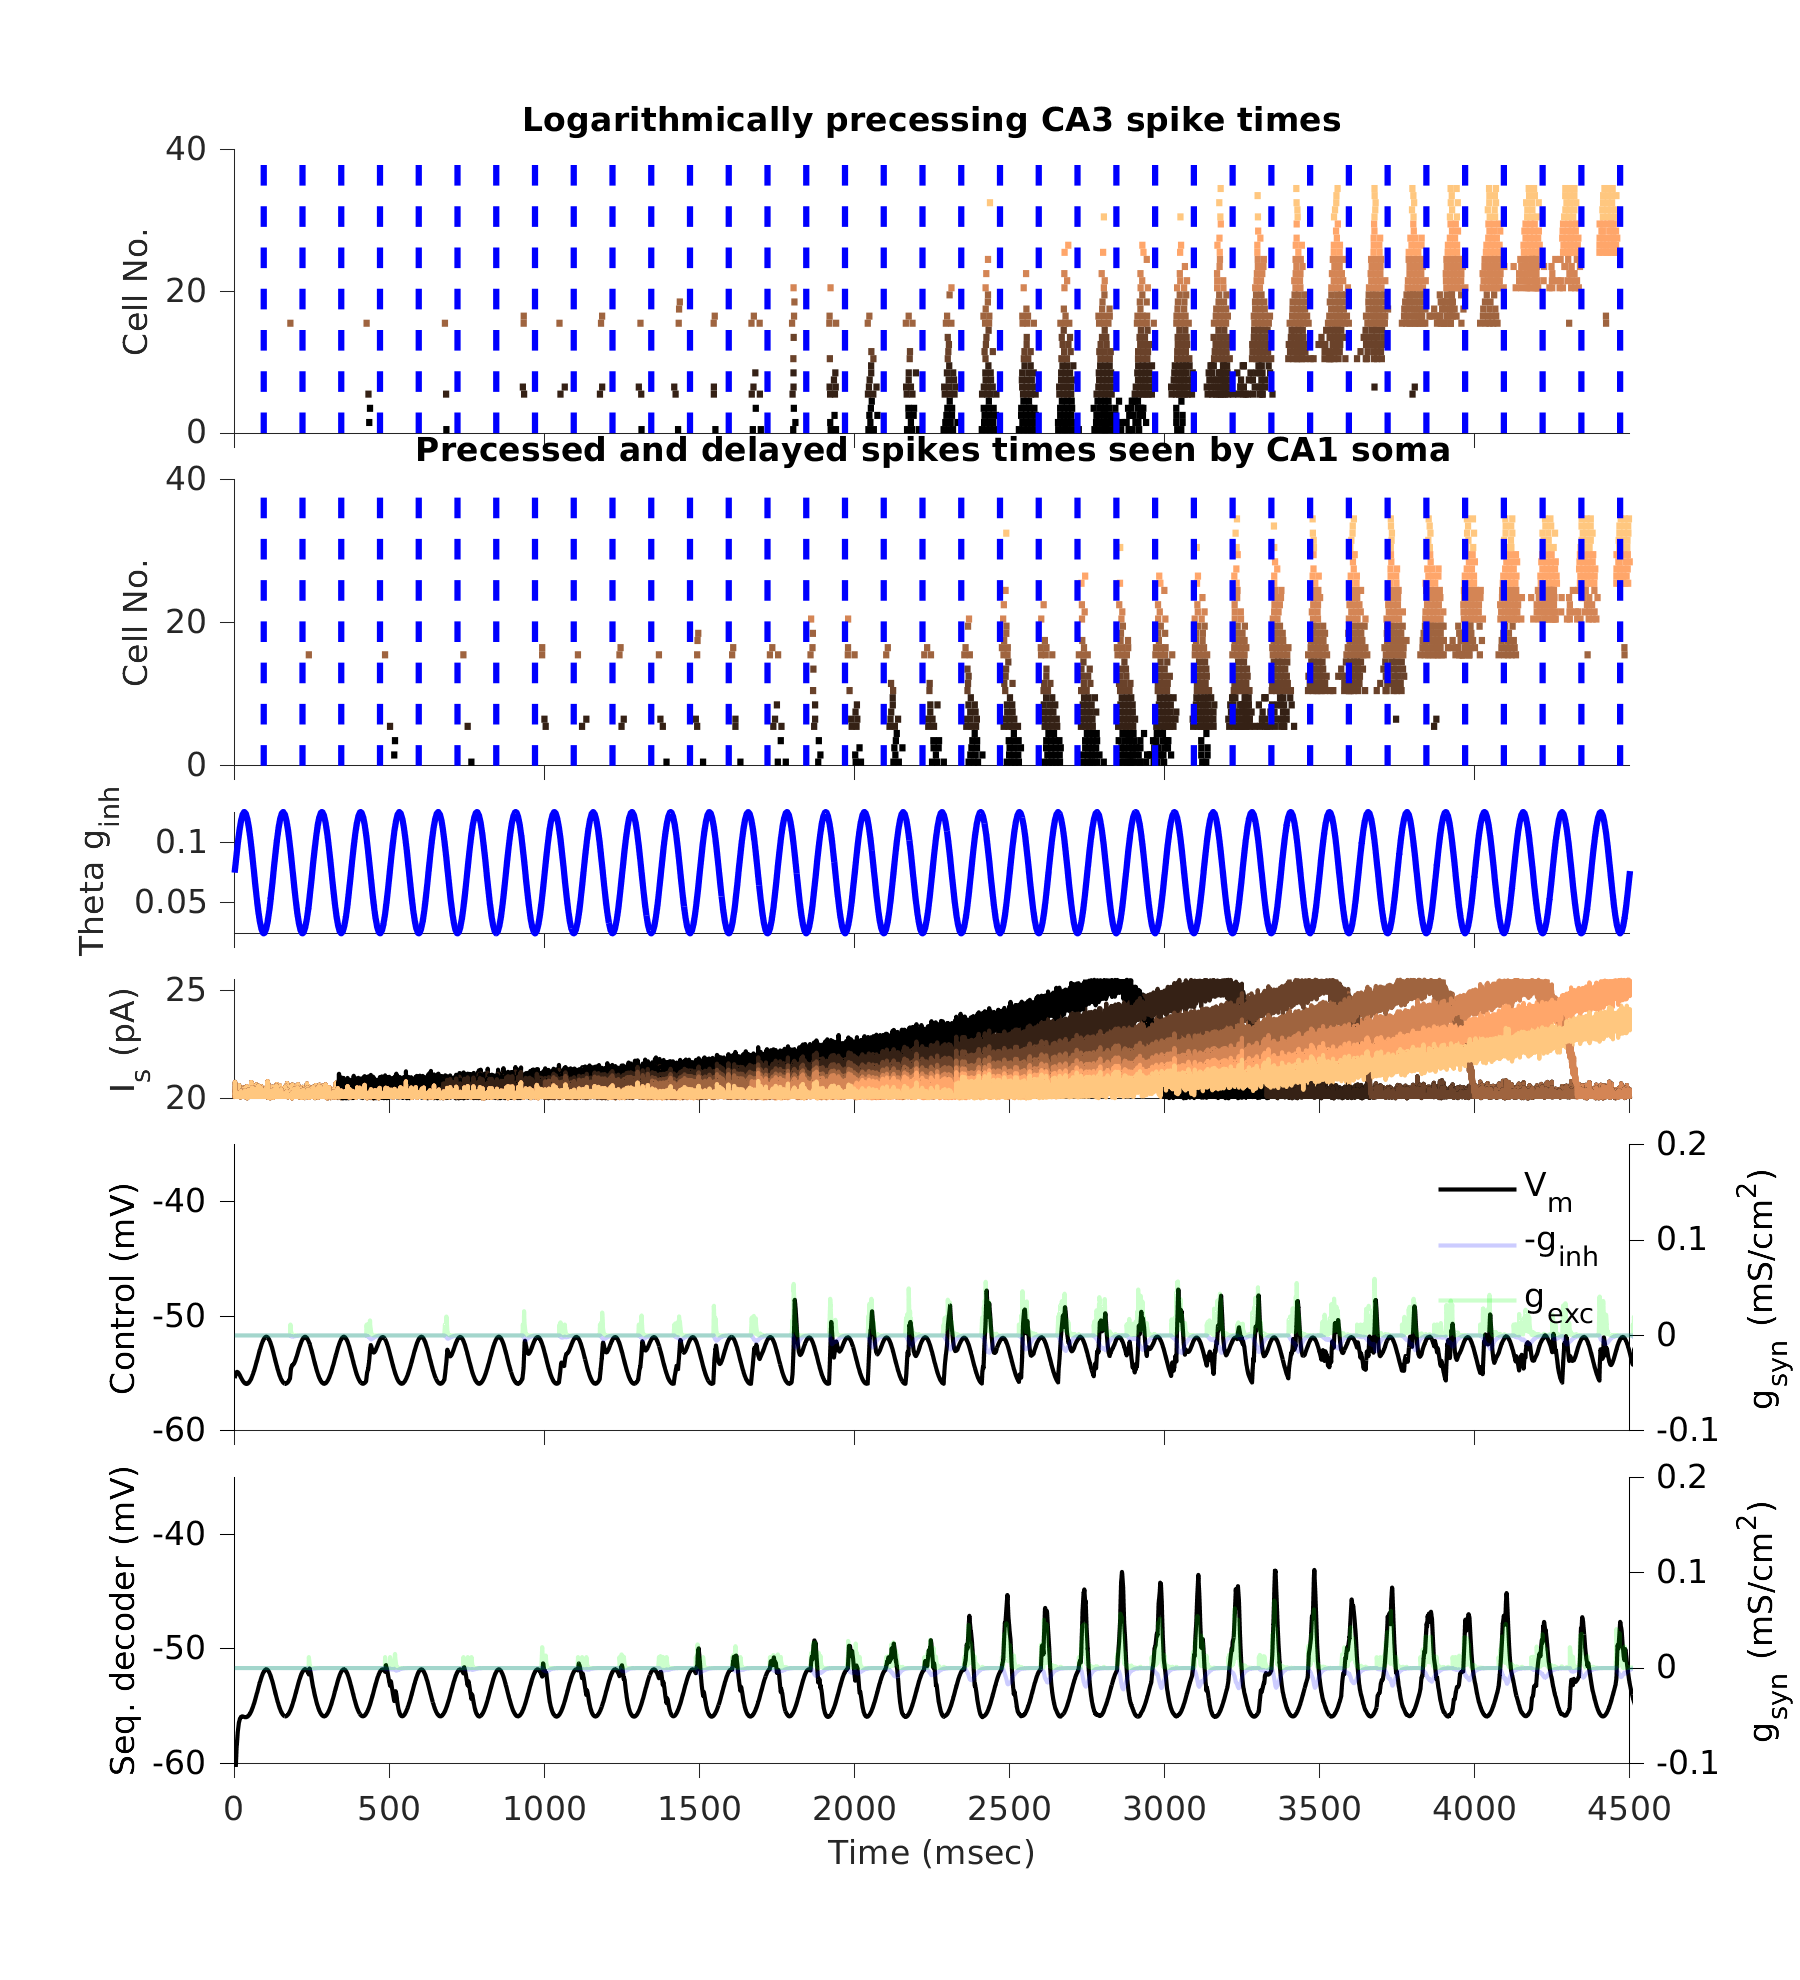 Logarithmically precessing CA3 spike times
40
20
0
Cell No.
Precessed and delayed spikes times seen by CA1 soma
40
20
0
Cell No.
0.1
0.05
Theta g_inh
25
20
I_s (pA)
-40
-50
-60
Control (mV)
V_m
-g_inh
g_exc
0.2
0.1
0
-0.1
g_syn (mS/cm^2)
-40
-50
-60
Seq. decoder (mV)
0.2
0.1
0
-0.1
g_syn (mS/cm^2)
0 500 1000 1500 2000 2500 3000 3500 4000 4500
Time (msec)